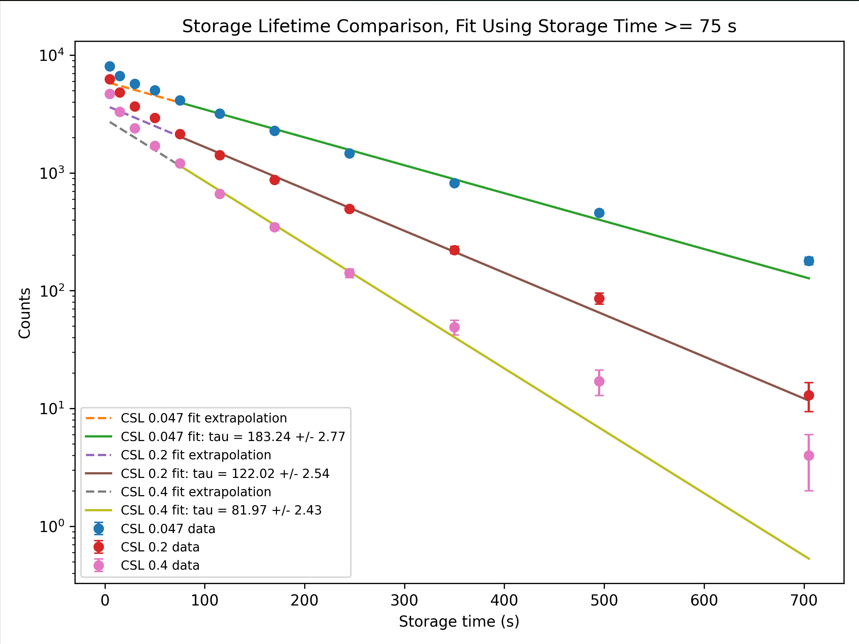 Storage Lifetime Comparison, Fit Using Storage Time >= 75 s
10⁴
10³
10²
10¹
10⁰
Counts
CSL 0.047 fit extrapolation
CSL 0.047 fit: tau = 183.24 +/- 2.77
CSL 0.2 fit extrapolation
CSL 0.2 fit: tau = 122.02 +/- 2.54
CSL 0.4 fit extrapolation
CSL 0.4 fit: tau = 81.97 +/- 2.43
CSL 0.047 data
CSL 0.2 data
CSL 0.4 data
0 100 200 300 400 500 600 700
Storage time (s)